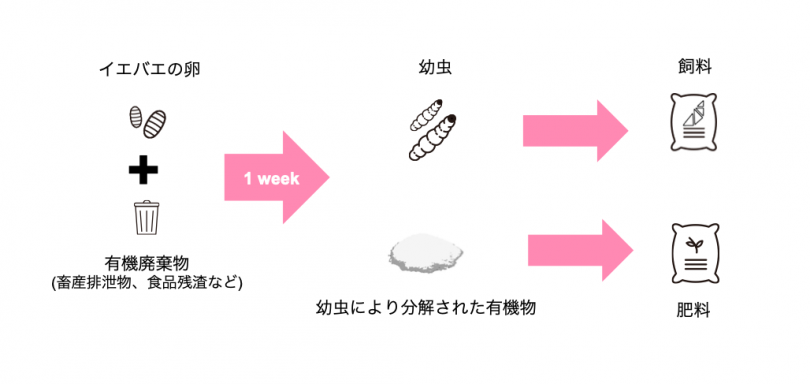 イエバエの卵
有機廃棄物
(畜産排泄物、食品残渣など)
1 week
幼虫
幼虫により分解された有機物
飼料
肥料